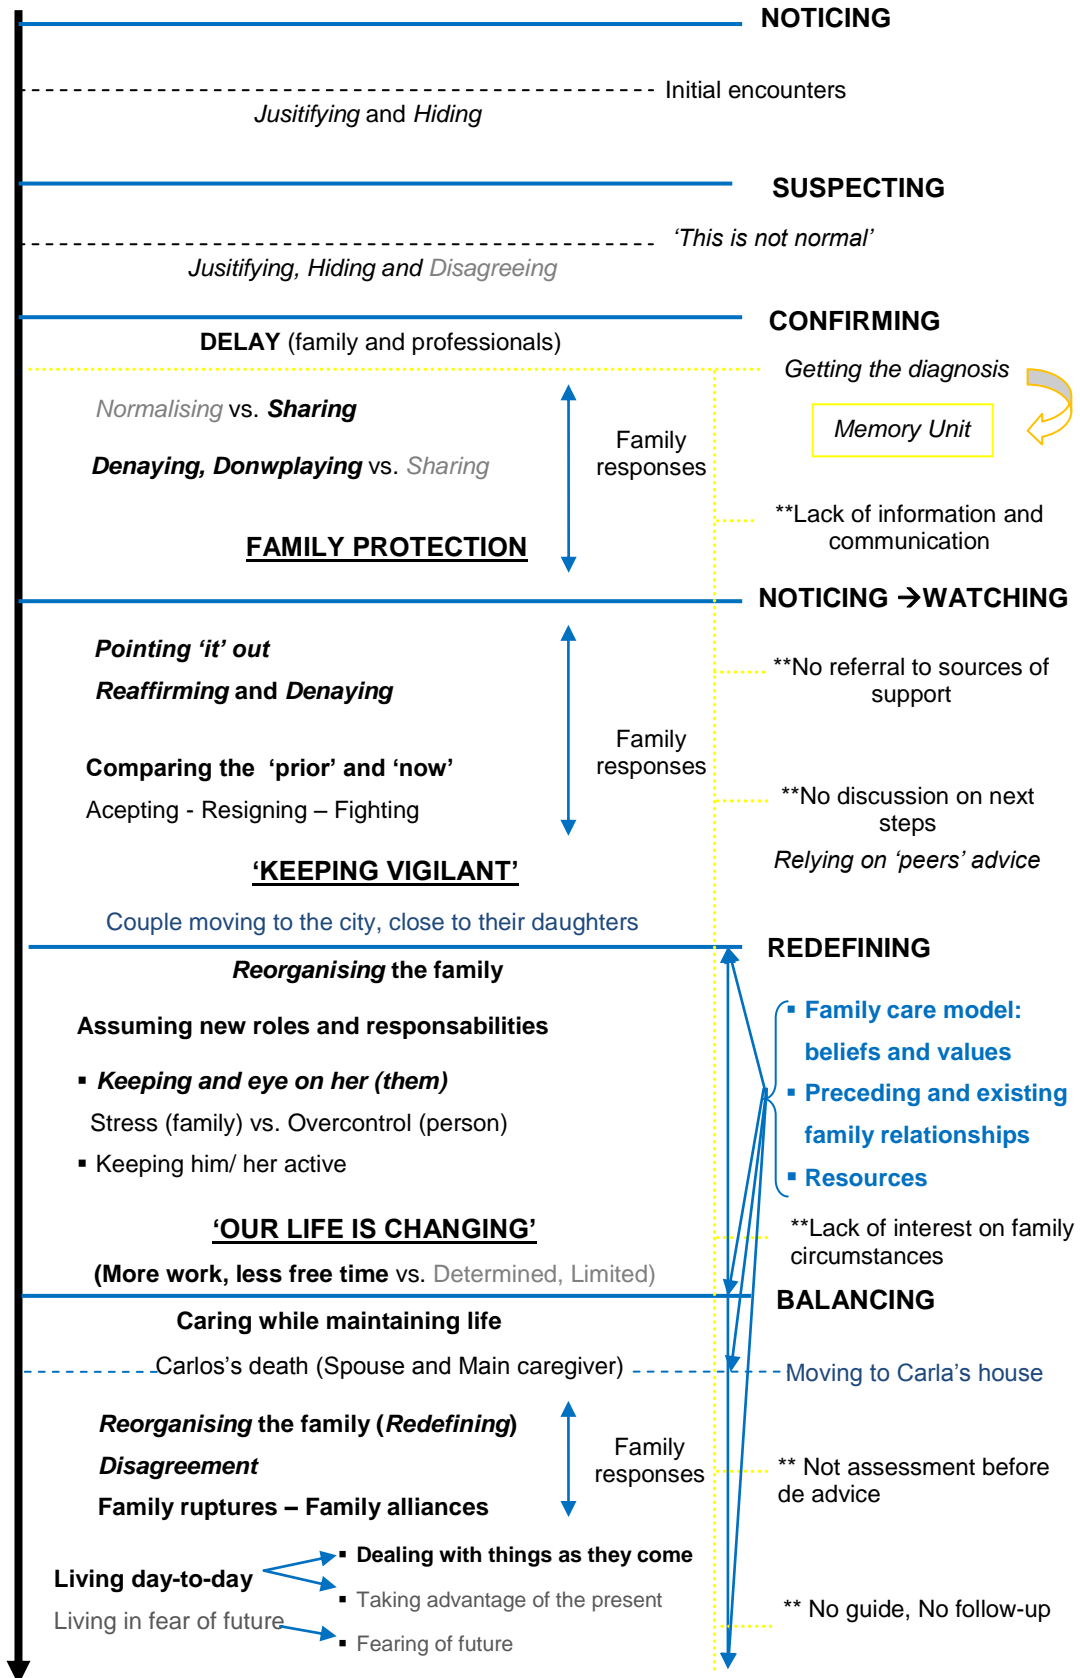 NOTICING
Initial encounters
Jusitifying and Hiding
SUSPECTING
‘This is not normal’
Jusitifying, Hiding and Disagreeing
CONFIRMING
DELAY (family and professionals)
Getting the diagnosis
Normalising vs. Sharing
Memory Unit
Family
responses
Denaying, Donwplaying vs. Sharing
**Lack of information and
communication
FAMILY PROTECTION
NOTICING →WATCHING
Pointing ‘it’ out
**No referral to sources of
support
Reaffirming and Denaying
Family
responses
Comparing the ‘prior’ and ‘now’
Acepting - Resigning – Fighting
**No discussion on next
steps
Relying on ‘peers’ advice
‘KEEPING VIGILANT’
Couple moving to the city, close to their daughters
REDEFINING
Reorganising the family
▪ Family care model:
beliefs and values
▪ Preceding and existing
family relationships
▪ Resources
Assuming new roles and responsabilities
▪ Keeping and eye on her (them)
Stress (family) vs. Overcontrol (person)
▪ Keeping him/ her active
‘OUR LIFE IS CHANGING’
**Lack of interest on family
circumstances
(More work, less free time vs. Determined, Limited)
BALANCING
Caring while maintaining life
Carlos’s death (Spouse and Main caregiver)
Moving to Carla’s house
Reorganising the family (Redefining)
Disagreement
Family ruptures – Family alliances
Family
responses
** Not assessment before
de advice
▪ Dealing with things as they come
Living day-to-day
▪ Taking advantage of the present
Living in fear of future
▪ Fearing of future
** No guide, No follow-up